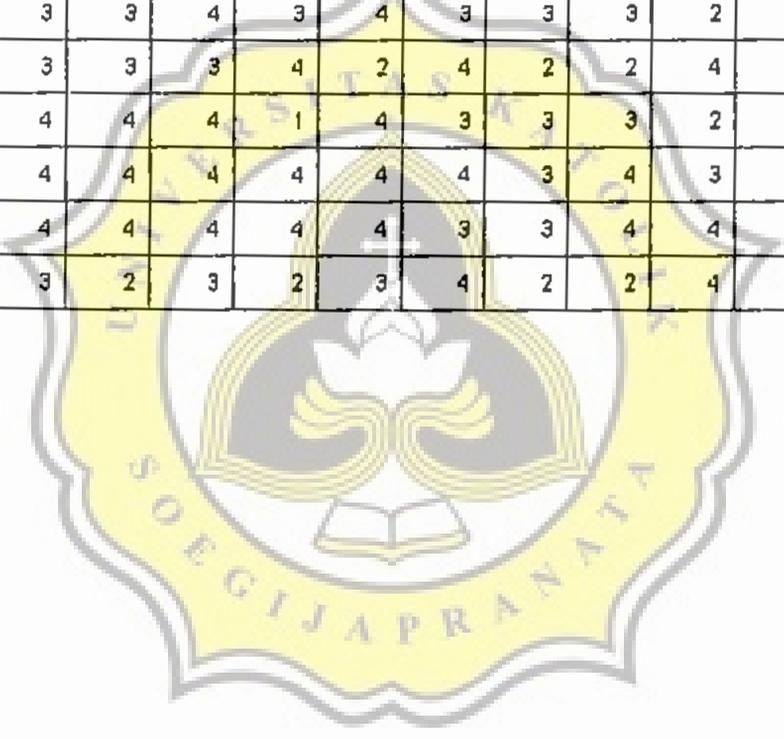 3 3 4 3 4 3 3 3 2
3 3 3 4 2 4 2 2 4
4 4 4 1 4 3 3 3 2
4 4 4 4 4 4 3 4 3
4 4 4 4 4 3 3 4 4
3 2 3 2 3 4 2 2 4
UNIVERSITAS KATOLIK
SOEGIJAPRANATA